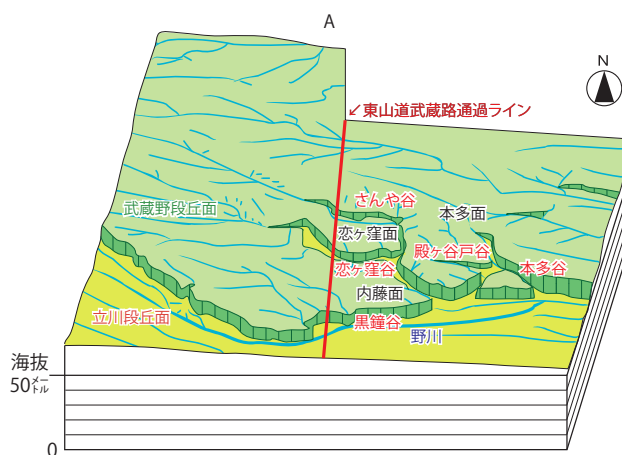 A
N
↙東山道武蔵路通過ライン
さんや谷
本多面
武蔵野段丘面
恋ヶ窪面
殿ヶ谷戸谷
恋ヶ窪谷
本多谷
内藤面
立川段丘面
黒鐘谷
野川
海抜
50メートル
0